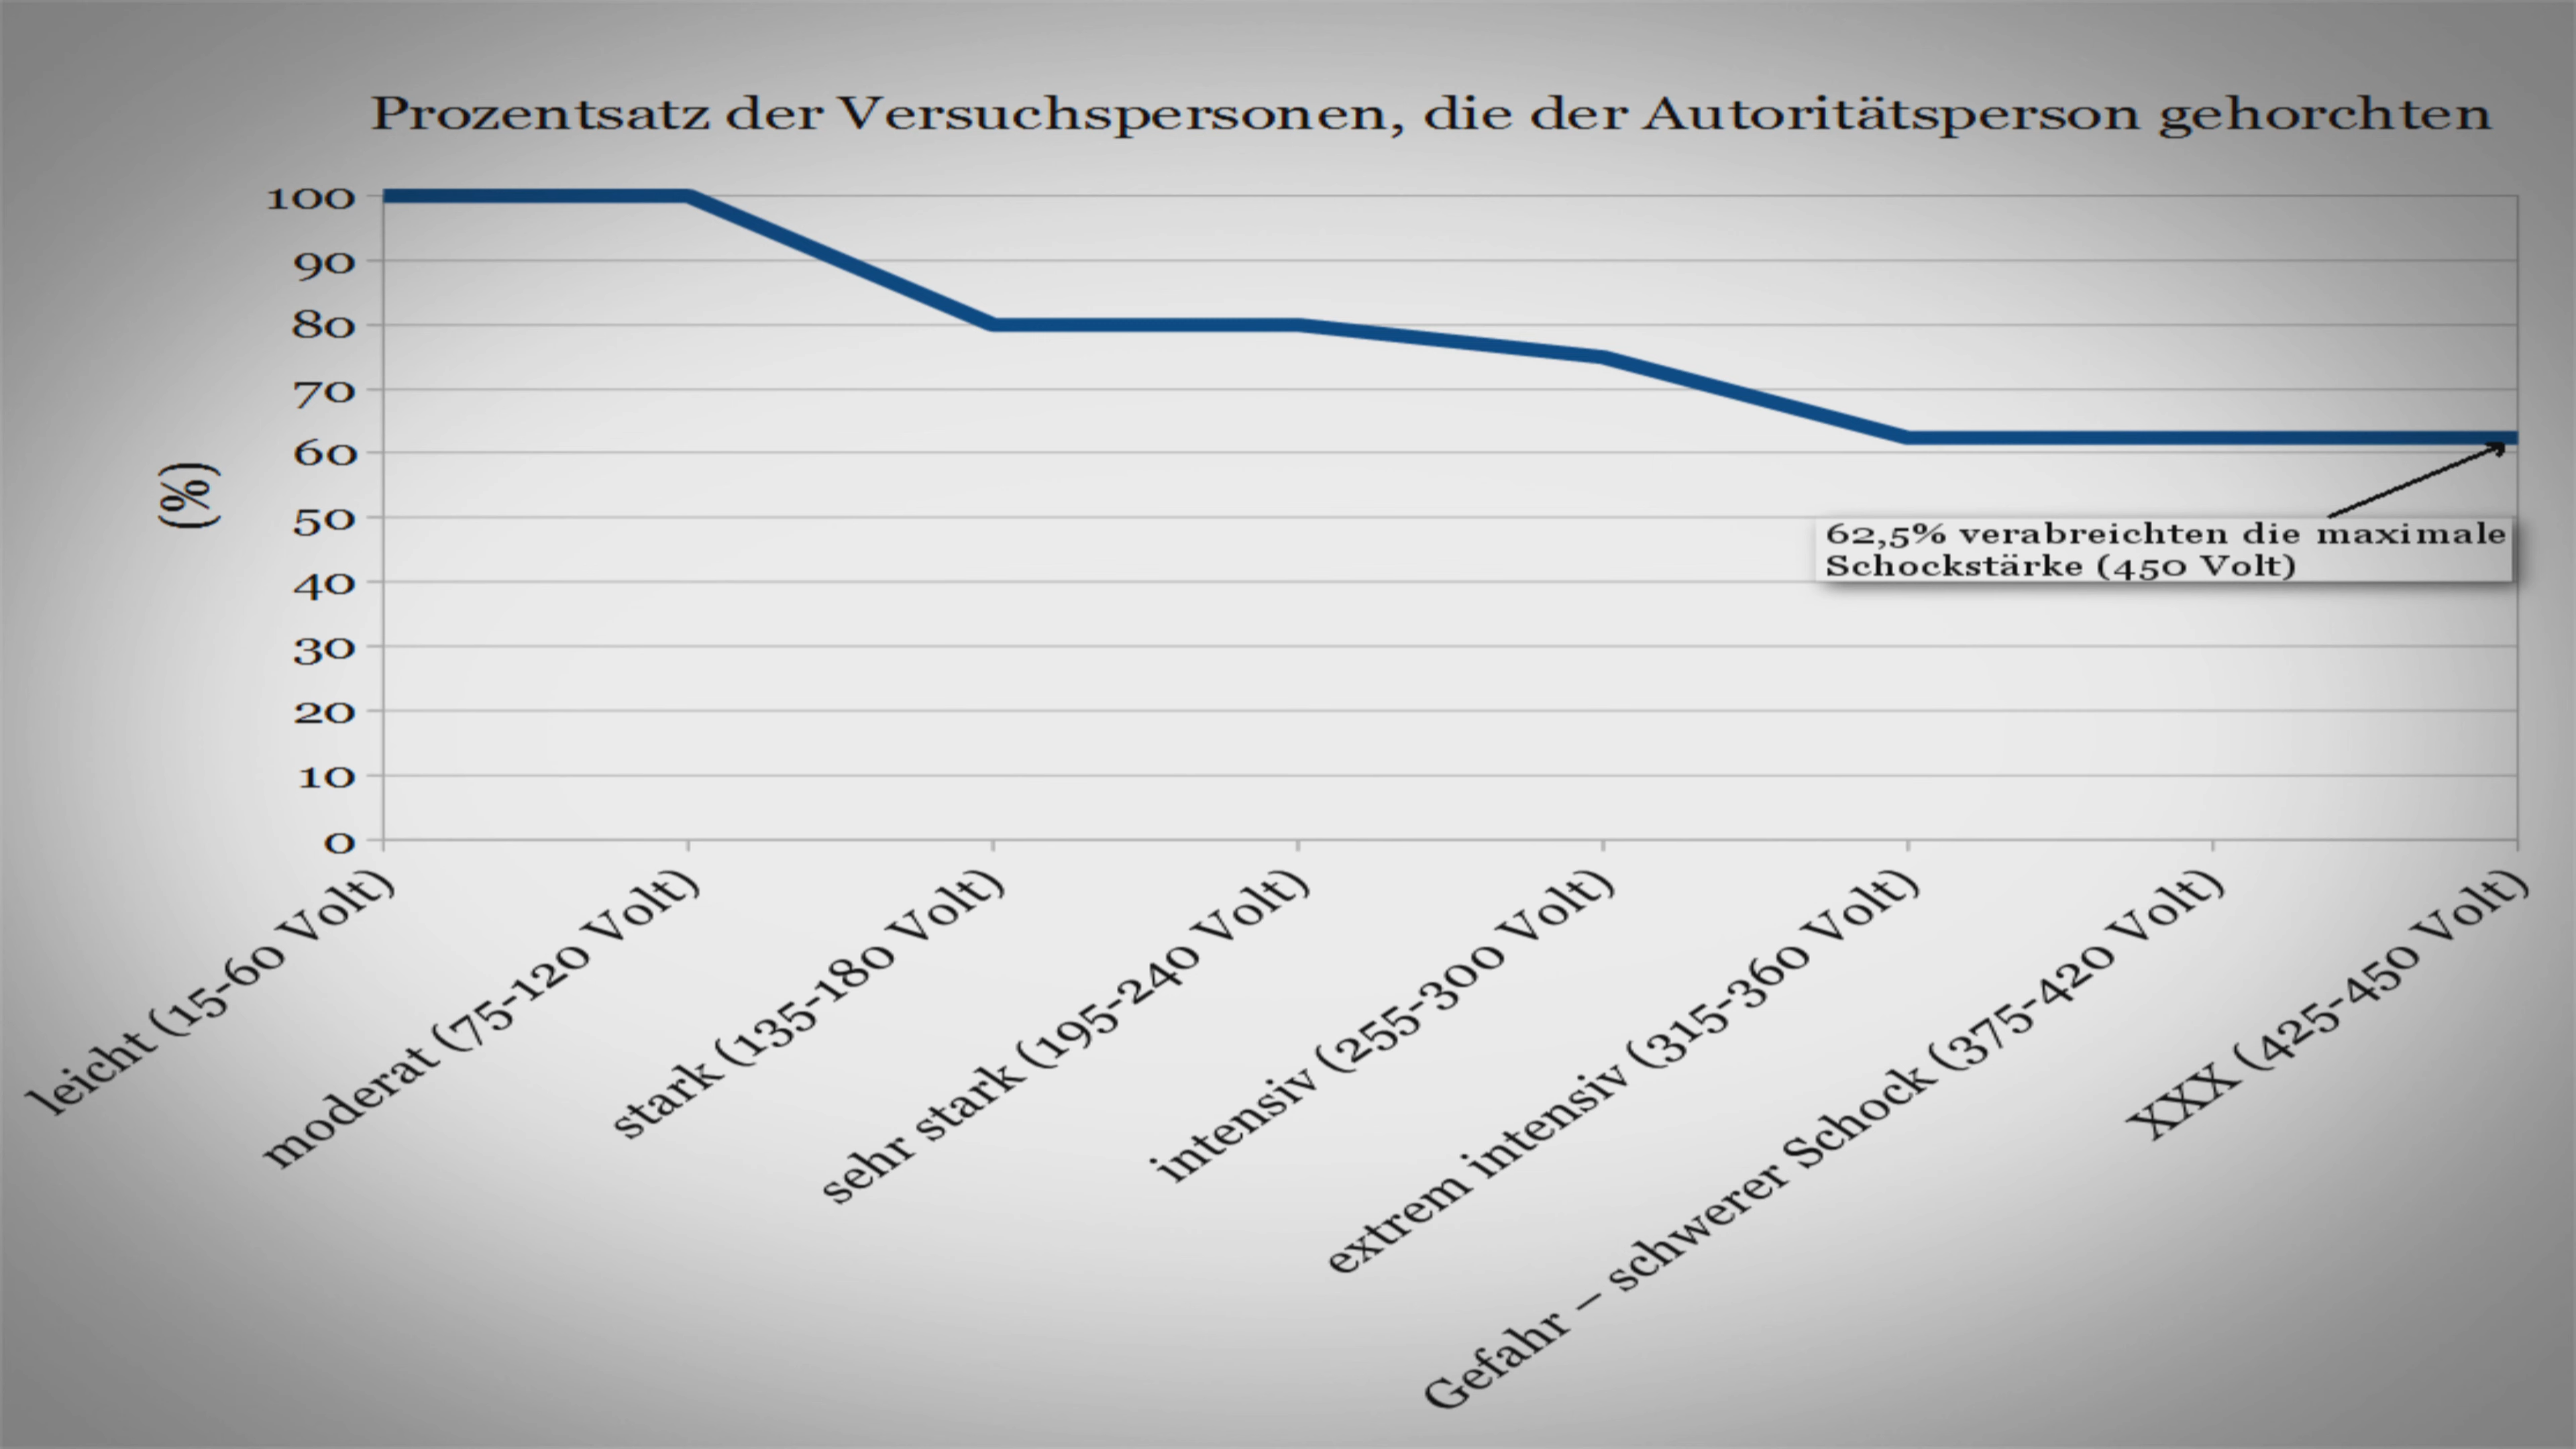 Prozentsatz der Versuchspersonen, die der Autoritätsperson gehorchten
100
90
80
70
60
50
40
30
20
10
0
(%)
62,5% verabreichten die maximale
Schockstärke (450 Volt)
leicht (15-60 Volt)
moderat (75-120 Volt)
stark (135-180 Volt)
sehr stark (195-240 Volt)
intensiv (255-300 Volt)
extrem intensiv (315-360 Volt)
Gefahr – schwerer Schock (375-420 Volt)
XXX (425-450 Volt)